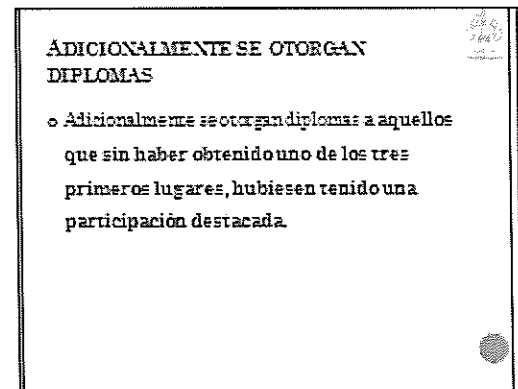 ADICIONALMENTE SE OTORGAN
DIPLOMAS
o Adicionalmente se otorgan diplomas a aquellos
que sin haber obtenido uno de los tres
primeros lugares, hubiesen tenido una
participación destacada.